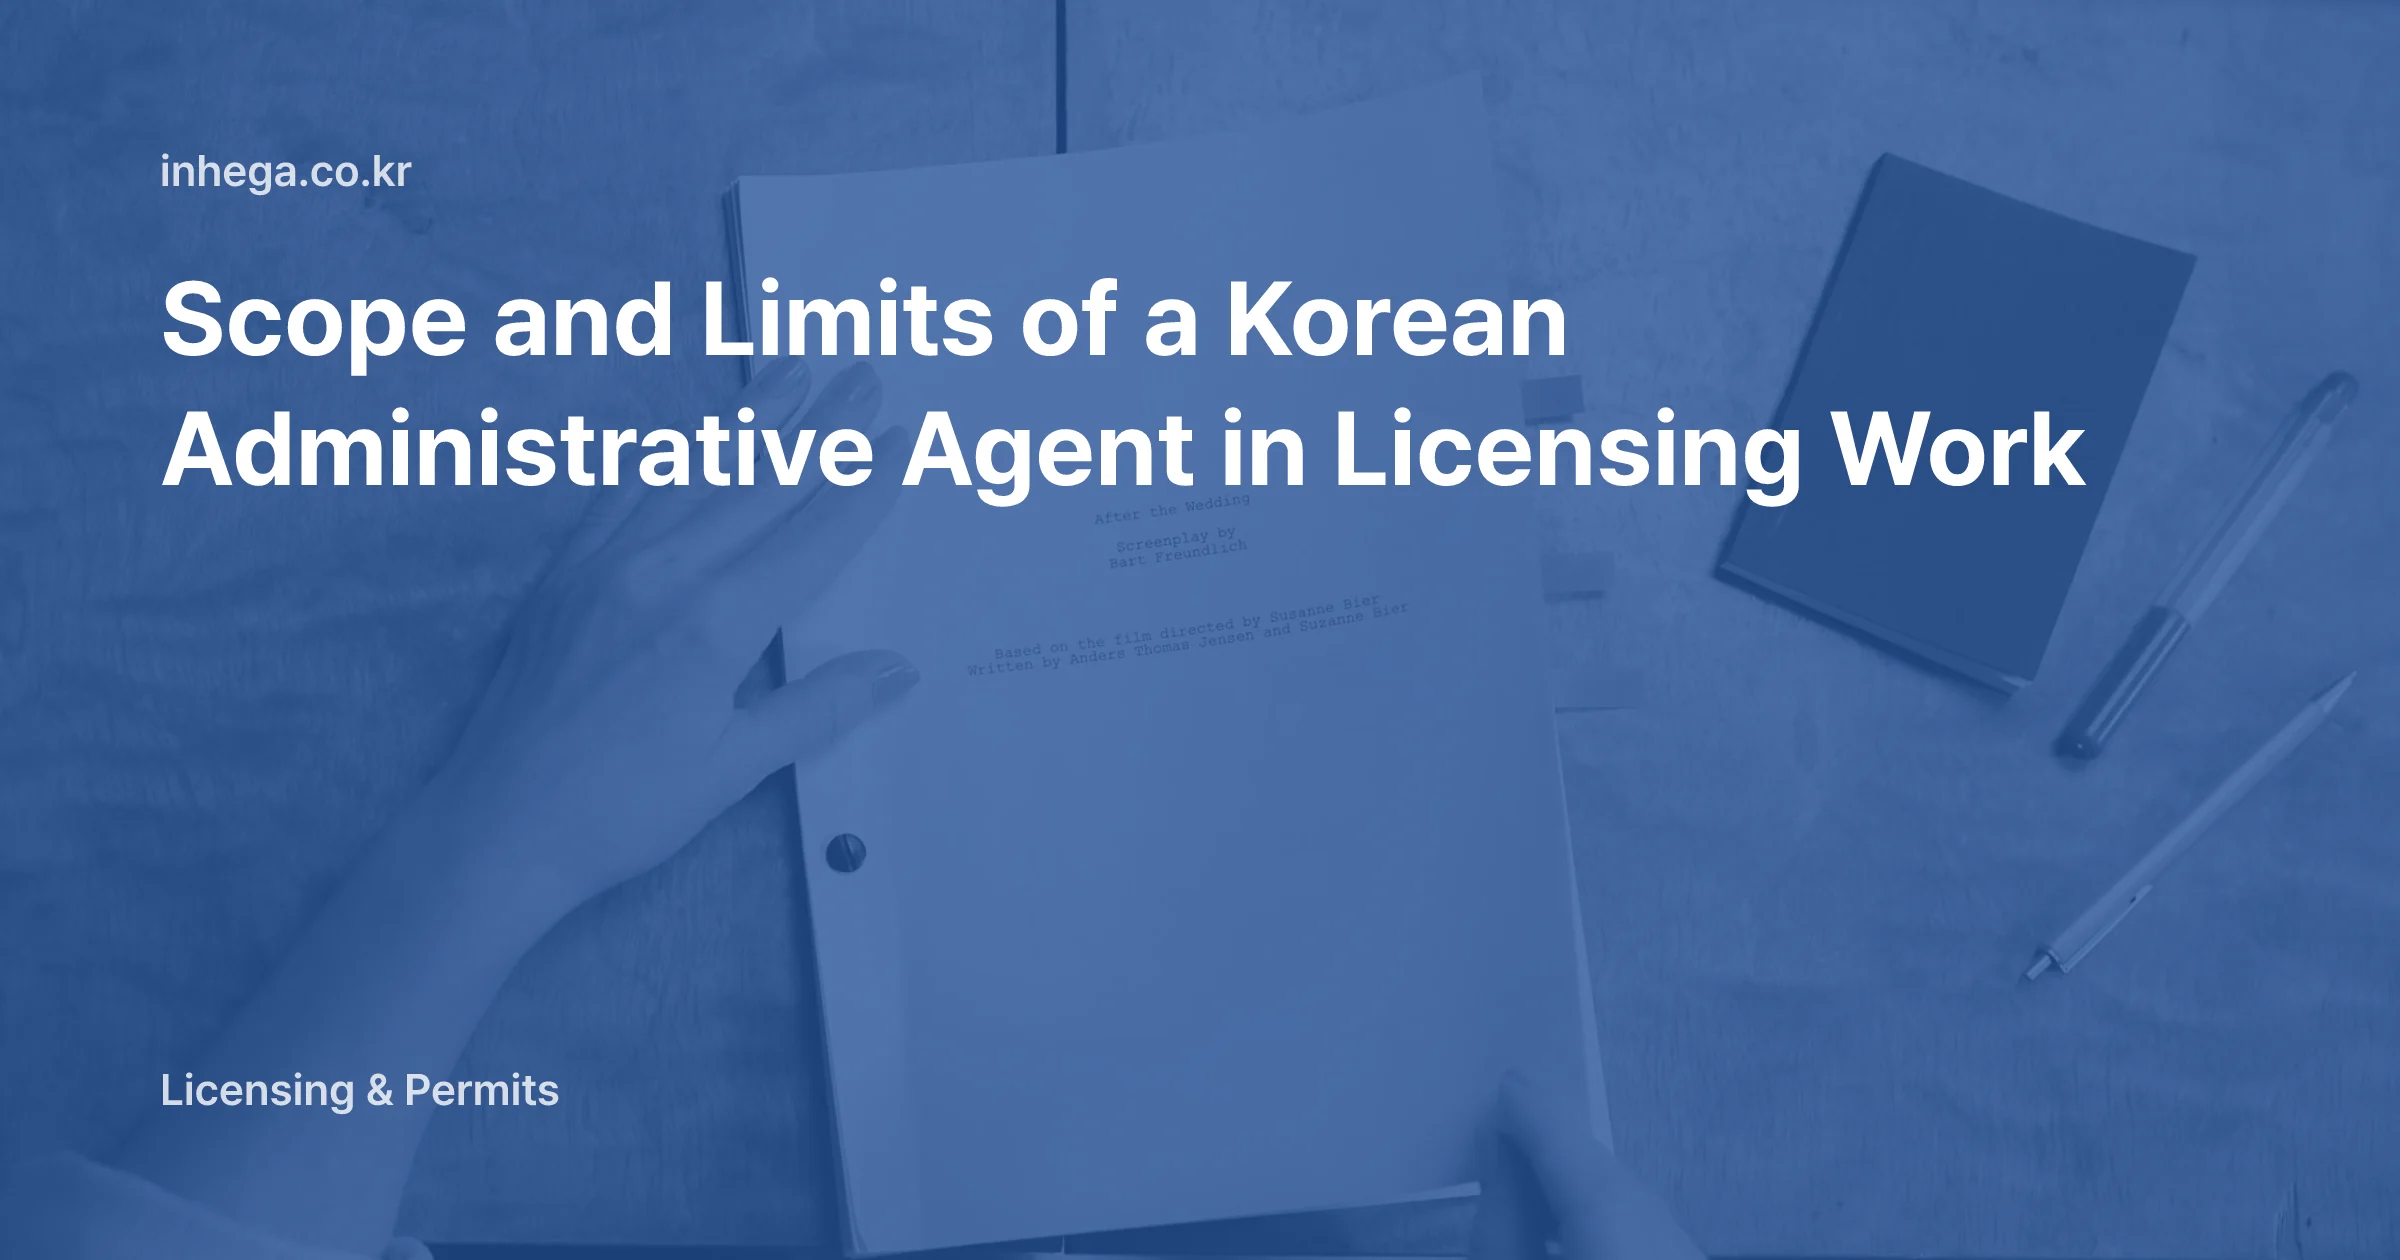 inhega.co.kr
Scope and Limits of a Korean
Administrative Agent in Licensing Work
After the Wedding
Screenplay by
Bart Freundlich
Based on the film directed by Susanne Bier
Written by Anders Thomas Jensen and Suzanne Bier
Licensing & Permits